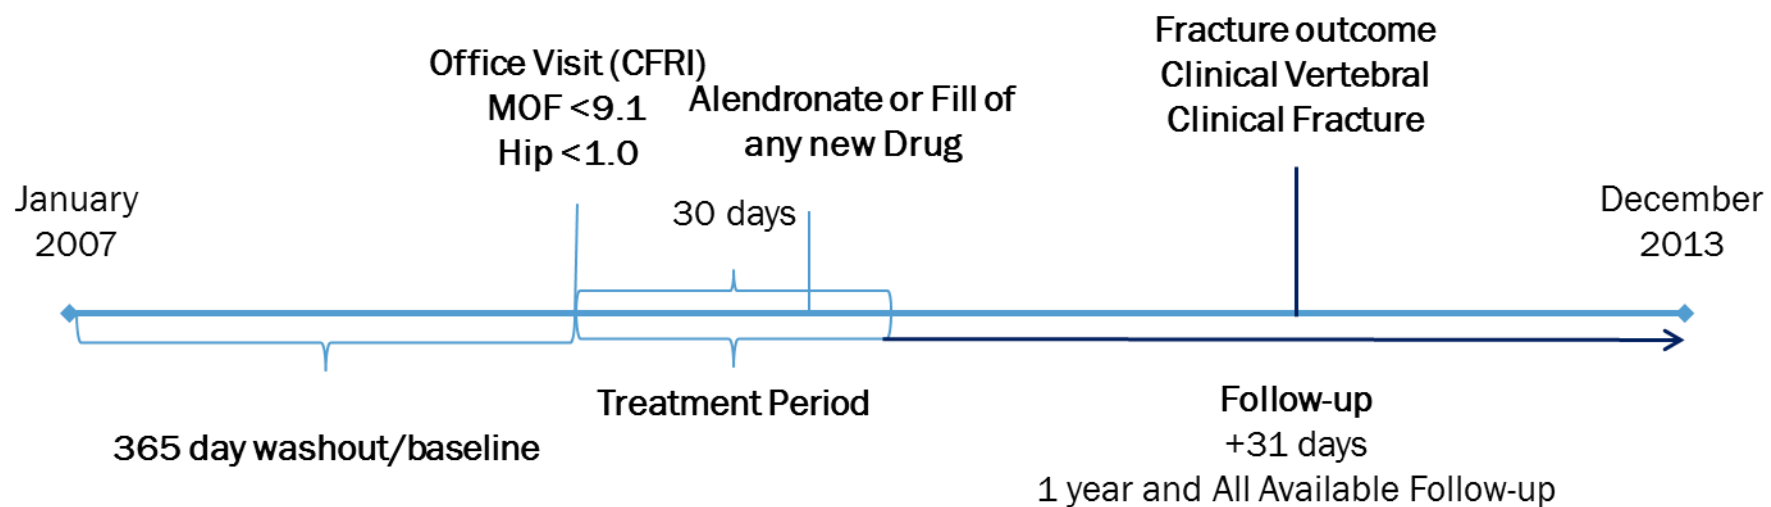 January
2007
Office Visit (CFRI)
MOF <9.1
Hip <1.0
Alendronate or Fill of
any new Drug
30 days
Fracture outcome
Clinical Vertebral
Clinical Fracture
December
2013
365 day washout/baseline
Treatment Period
Follow-up
+31 days
1 year and All Available Follow-up